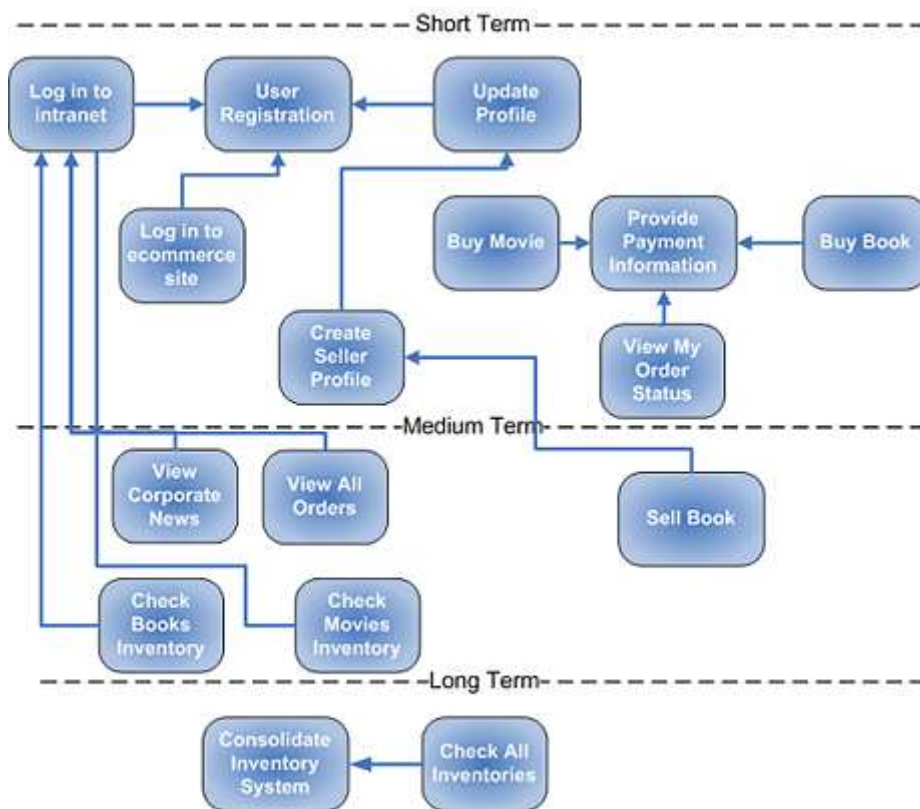 Short Term
Log in to
intranet
User
Registration
Update
Profile
Log in to
ecommerce
site
Buy Movie
Provide
Payment
Information
Buy Book
Create
Seller
Profile
View My
Order
Status
Medium Term
View
Corporate
News
View All
Orders
Sell Book
Check
Books
Inventory
Check
Movies
Inventory
Long Term
Consolidate
Inventory
System
Check All
Inventories